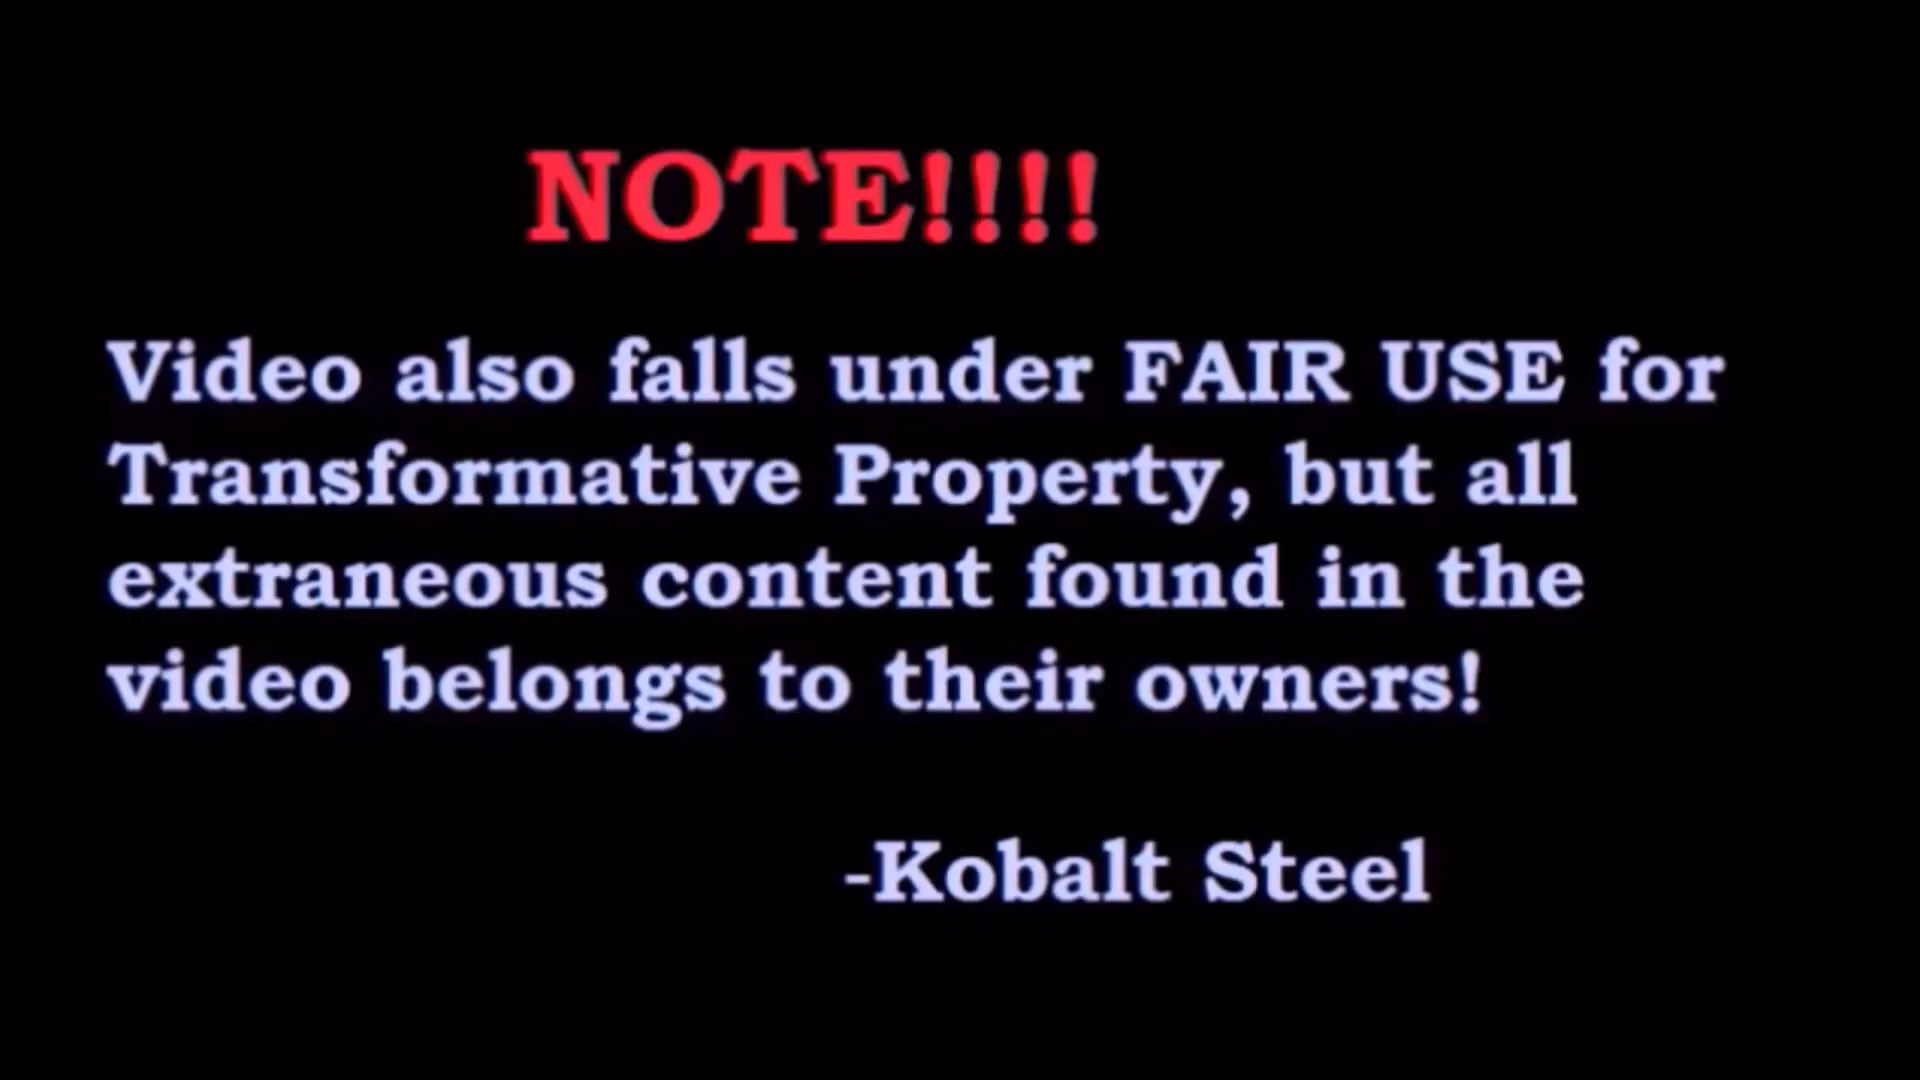 NOTE!!!!
Video also falls under FAIR USE for
Transformative Property, but all
extraneous content found in the
video belongs to their owners!
-Kobalt Steel